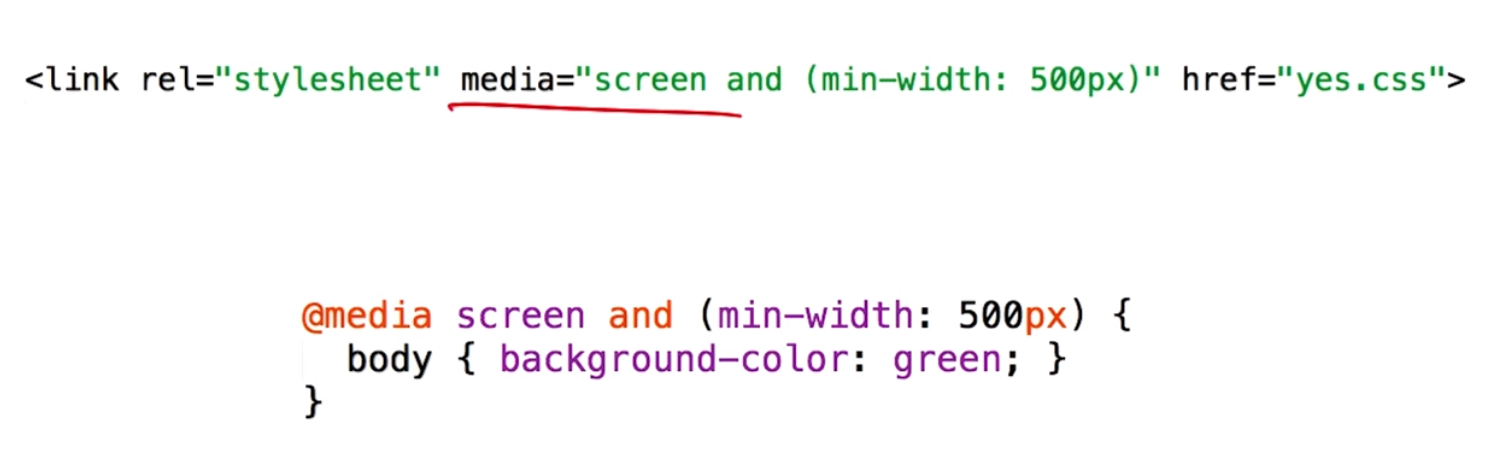 <link rel="stylesheet" media="screen and (min-width: 500px)" href="yes.css">
@media screen and (min-width: 500px) {
body { background-color: green; }
}